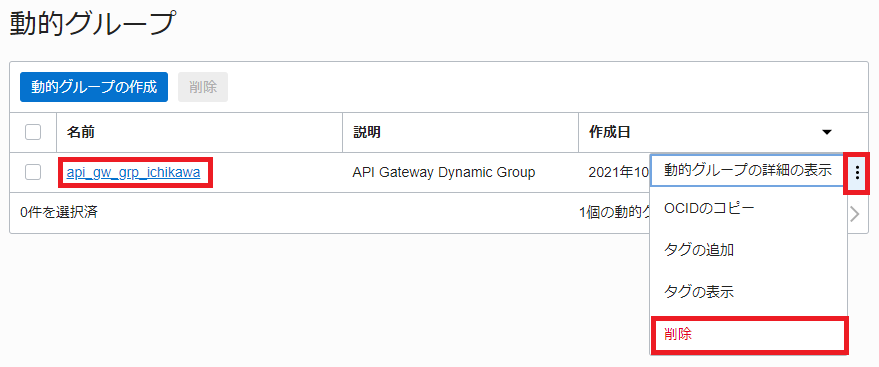 動的グループ
動的グループの作成 削除
名前 説明 作成日
api_gw_grp_ichikawa API Gateway Dynamic Group 2021年10
動的グループの詳細の表示
OCIDのコピー
0件を選択済 1個の動的
タグの追加
タグの表示
削除